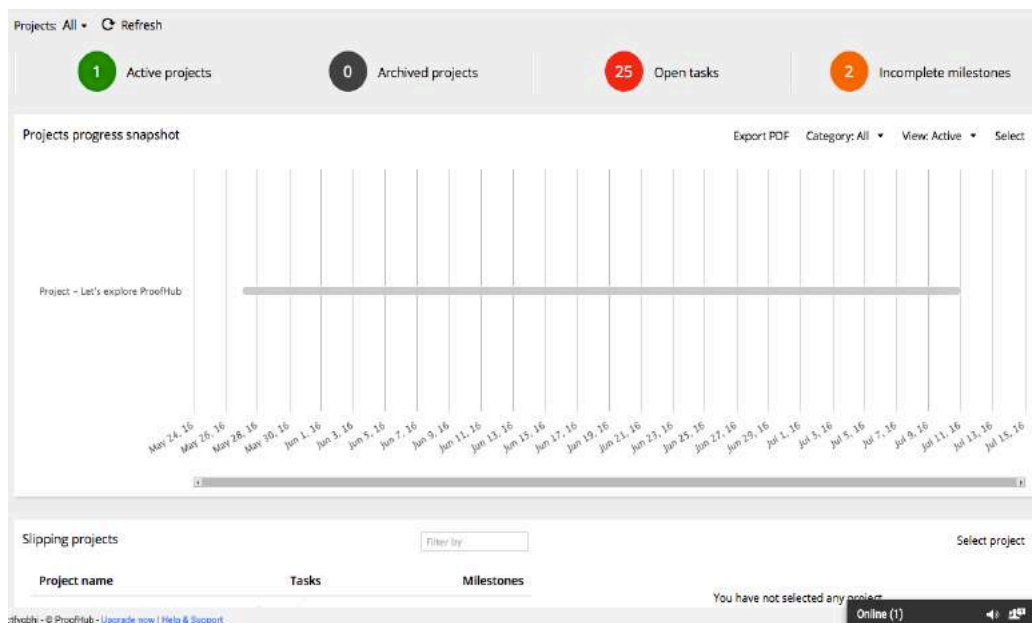 Projects: All Refresh
1 Active projects 0 Archived projects 25 Open tasks 2 Incomplete milestones
Projects progress snapshot Export PDF Category: All View: Active Select
Project – Let's explore ProofHub
May 24, 16 May 26, 16 May 28, 16 May 30, 16 Jun 1, 16 Jun 3, 16 Jun 5, 16 Jun 7, 16 Jun 9, 16 Jun 11, 16 Jun 13, 16 Jun 15, 16 Jun 17, 16 Jun 19, 16 Jun 21, 16 Jun 23, 16 Jun 25, 16 Jun 27, 16 Jun 29, 16 Jul 1, 16 Jul 3, 16 Jul 5, 16 Jul 7, 16 Jul 9, 16 Jul 11, 16 Jul 13, 16 Jul 15, 16
Slipping projects Filter by Select project
Project name Tasks Milestones
You have not selected any project
Online (1)
- © ProofHub - Upgrade now | Help & Support